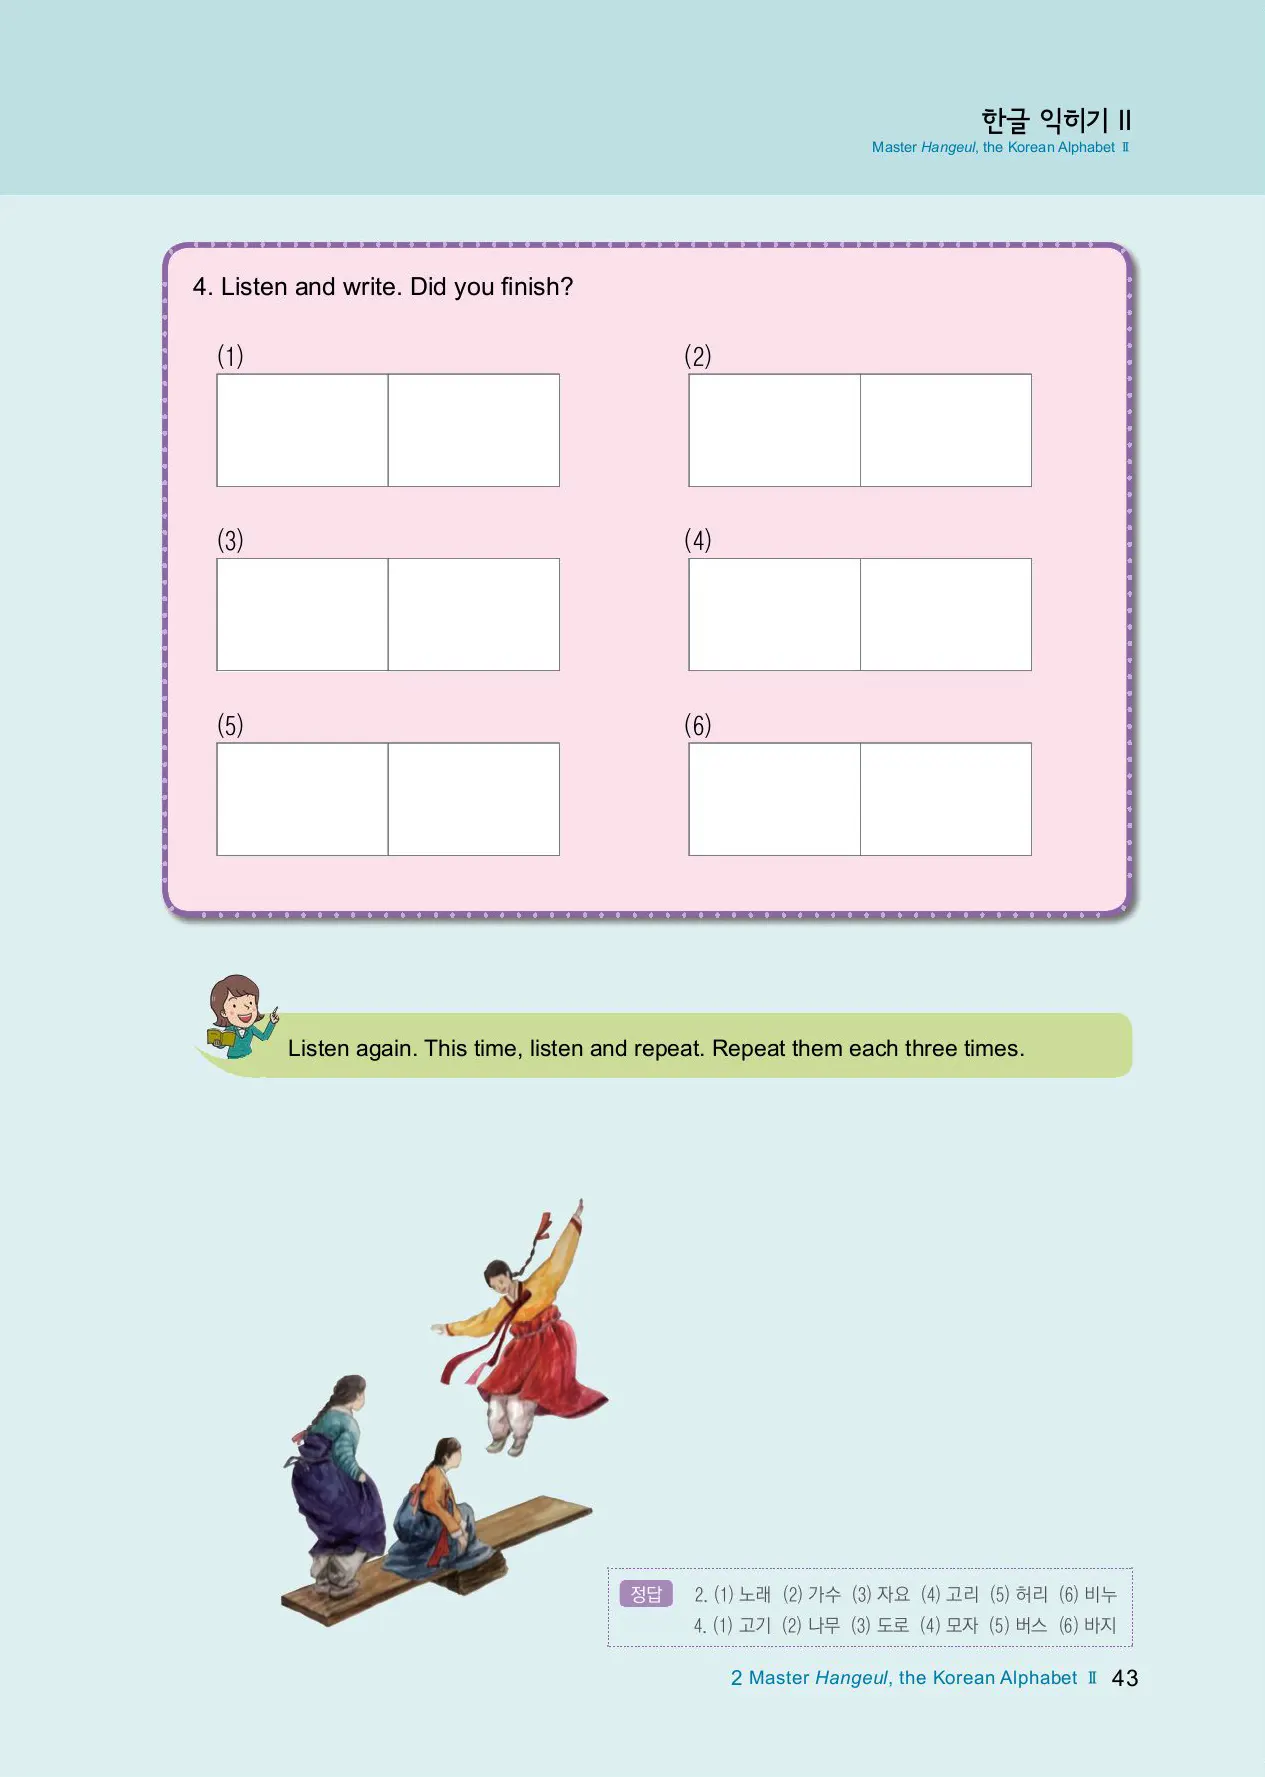 한글 익히기 II
Master Hangeul, the Korean Alphabet Ⅱ
4. Listen and write. Did you finish?
(1)
(2)
(3)
(4)
(5)
(6)
Listen again. This time, listen and repeat. Repeat them each three times.
정답 2. (1) 노래 (2) 가수 (3) 자요 (4) 고리 (5) 허리 (6) 비누
4. (1) 고기 (2) 나무 (3) 도로 (4) 모자 (5) 버스 (6) 바지
2 Master Hangeul, the Korean Alphabet Ⅱ 43